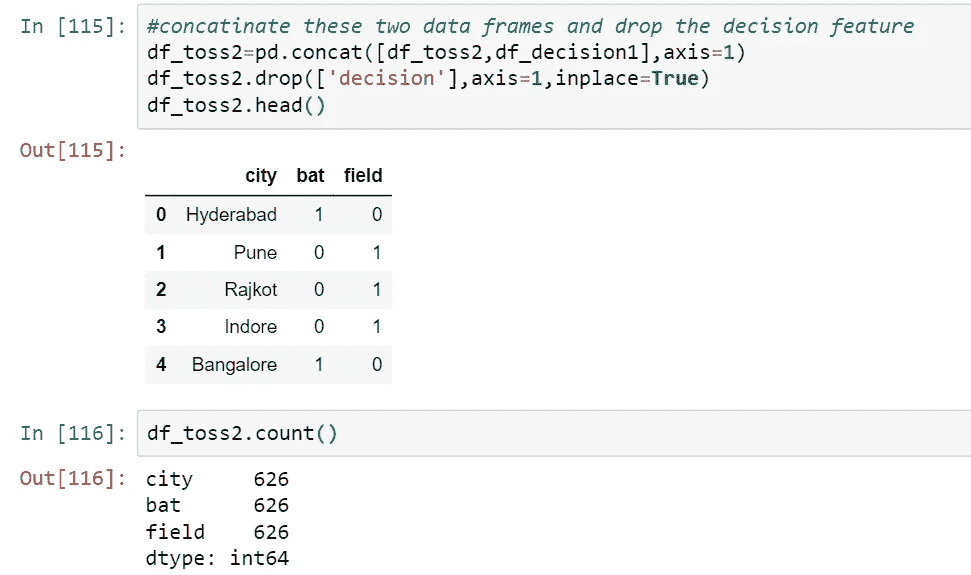 In [115]: #concatinate these two data frames and drop the decision feature
df_toss2=pd.concat([df_toss2,df_decision1],axis=1)
df_toss2.drop(['decision'],axis=1,inplace=True)
df_toss2.head()
Out[115]:
city bat field
0 Hyderabad 1 0
1 Pune 0 1
2 Rajkot 0 1
3 Indore 0 1
4 Bangalore 1 0
In [116]: df_toss2.count()
Out[116]: city 626
bat 626
field 626
dtype: int64